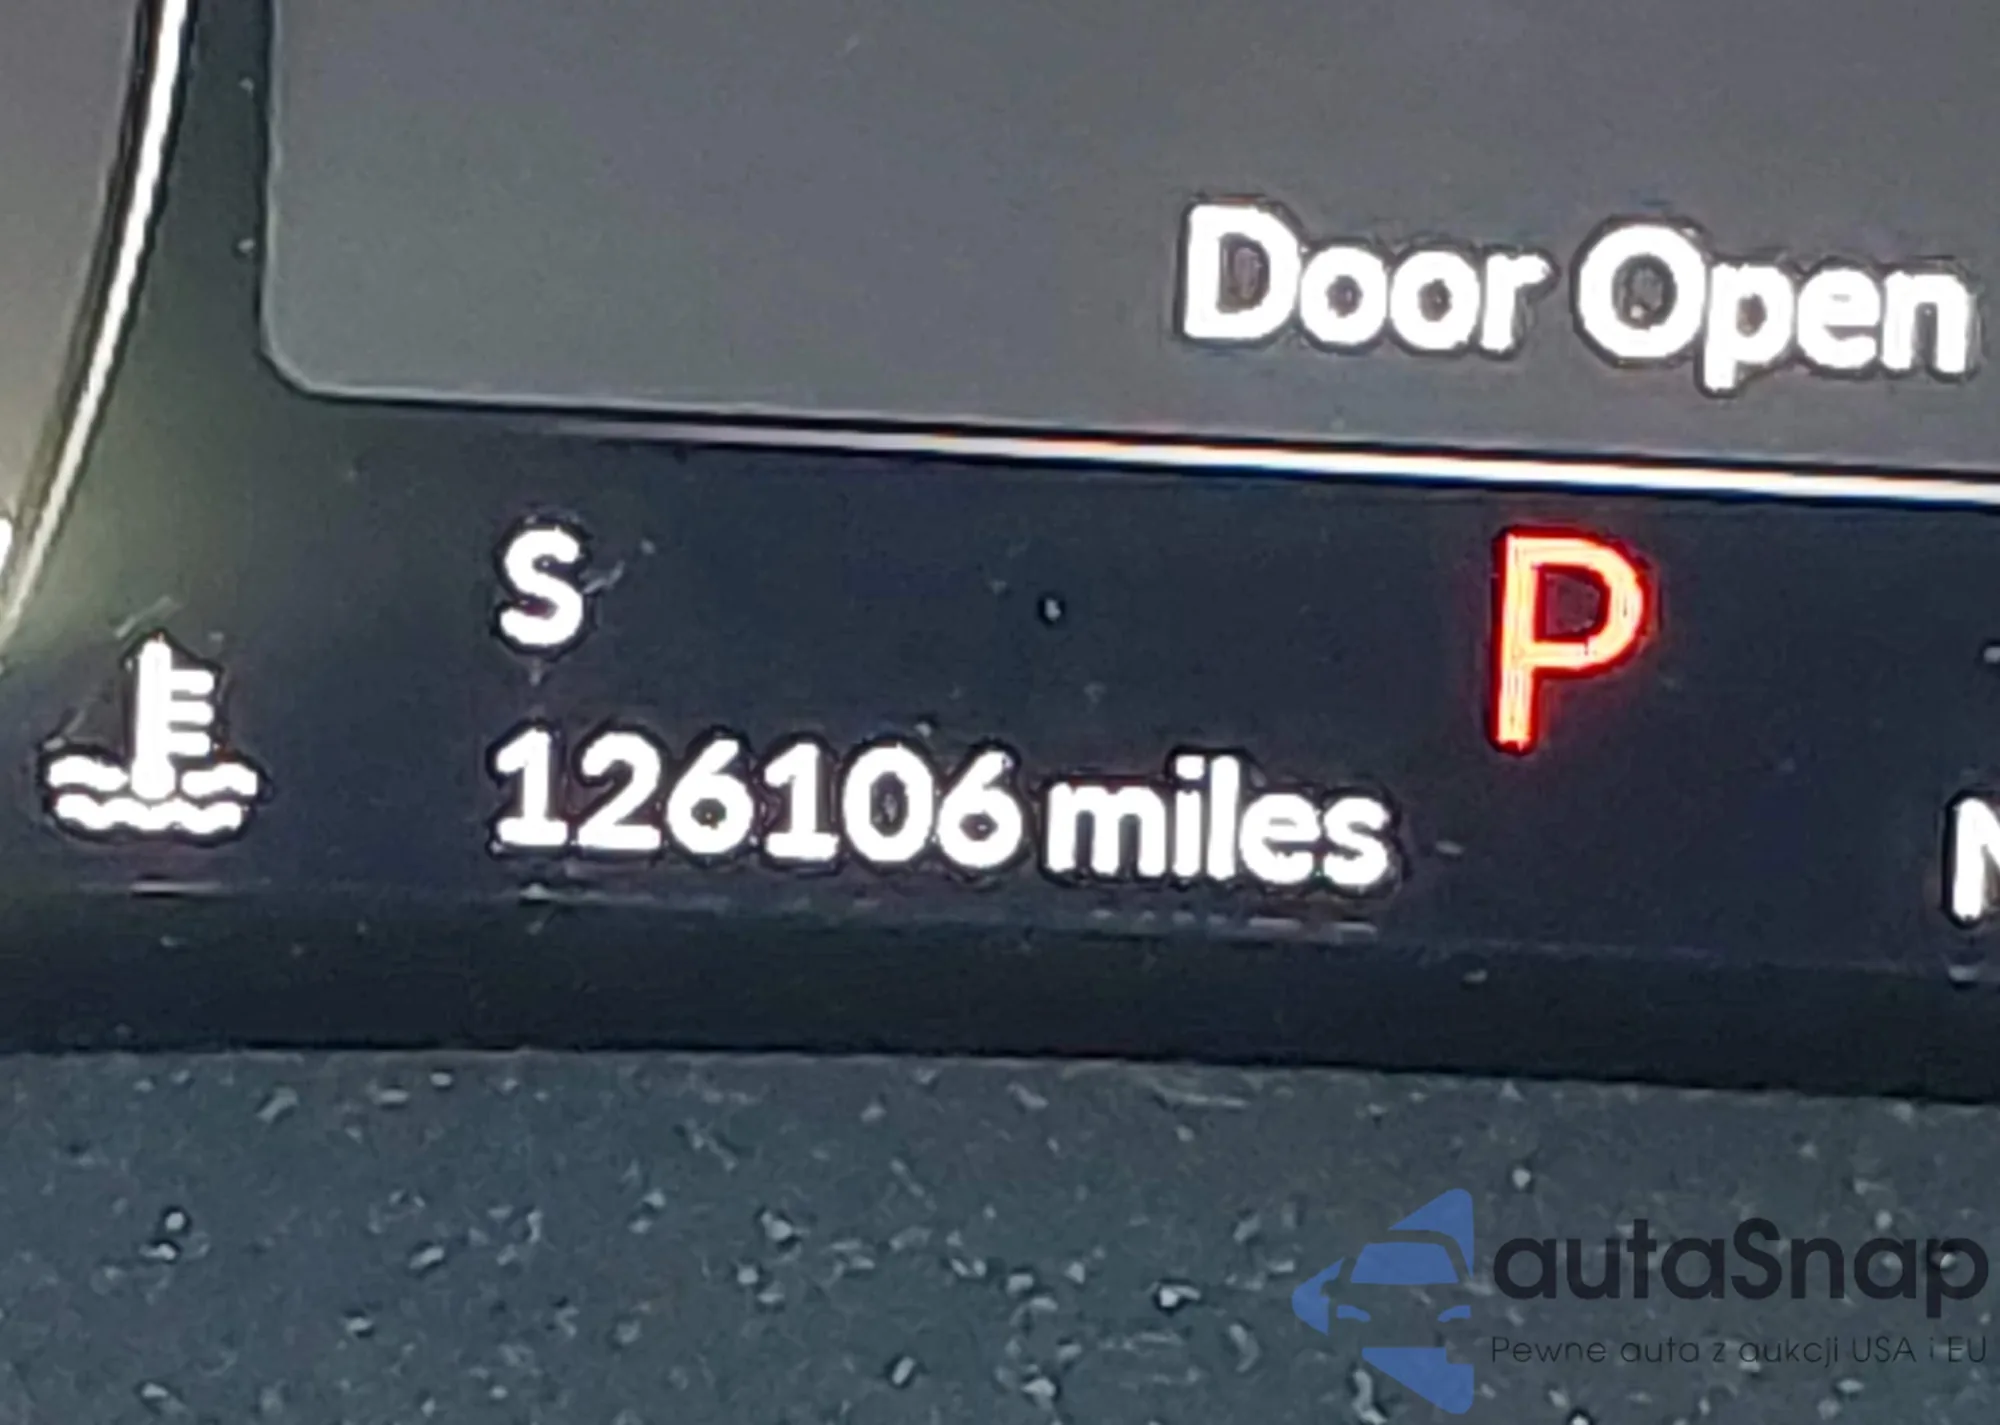 Door Open
S
P
126106 miles
N
autaSnap
Pewne auta z aukcji USA i EU